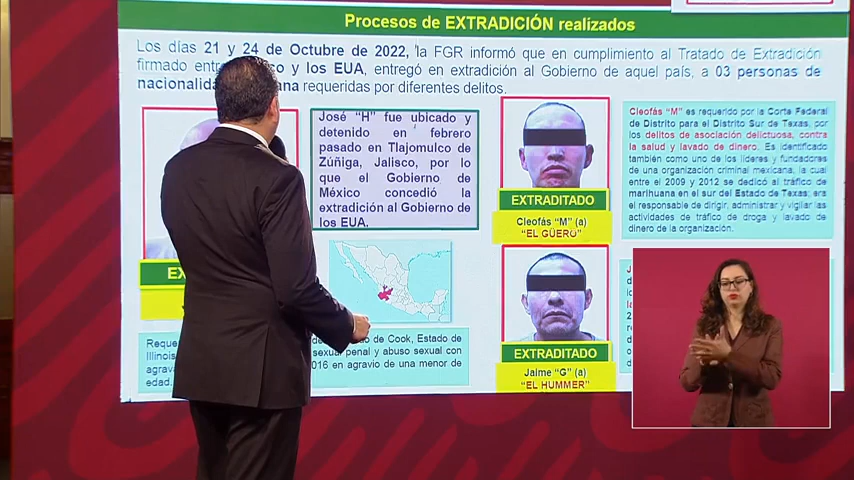 Procesos de EXTRADICIÓN realizados
Los días 21 y 24 de Octubre de 2022, la FGR informó que en cumplimiento al Tratado de Extradición
firmado entre y los EUA, entregó en extradición al Gobierno de aquel país, a 03 personas de
nacionalidad requeridas por diferentes delitos.
José "H" fue ubicado y
detenido en febrero
pasado en Tlajomulco de
Zúñiga, Jalisco, por lo
que el Gobierno de
México concedió la
extradición al Gobierno de
los EUA.
EXTRADITADO
Cleofás "M" (a)
"EL GÜERO"
Cleofás "M" es requerido por la Corte Federal
de Distrito para el Distrito Sur de Texas, por
los delitos de asociación delictuosa, contra
la salud y lavado de dinero. Es identificado
también como uno de los líderes y fundadores
de una organización criminal mexicana, la cual
entre el 2009 y 2012 se dedicó al tráfico de
marihuana en el sur del Estado de Texas; era
el responsable de dirigir, administrar y vigilar las
actividades de tráfico de droga y lavado de
dinero de la organización.
EX
Reque de Cook, Estado de
Illinois sexual penal y abuso sexual con
agrav 016 en agravio de una menor de
edad.
EXTRADITADO
Jaime "G" (a)
"EL HUMMER"